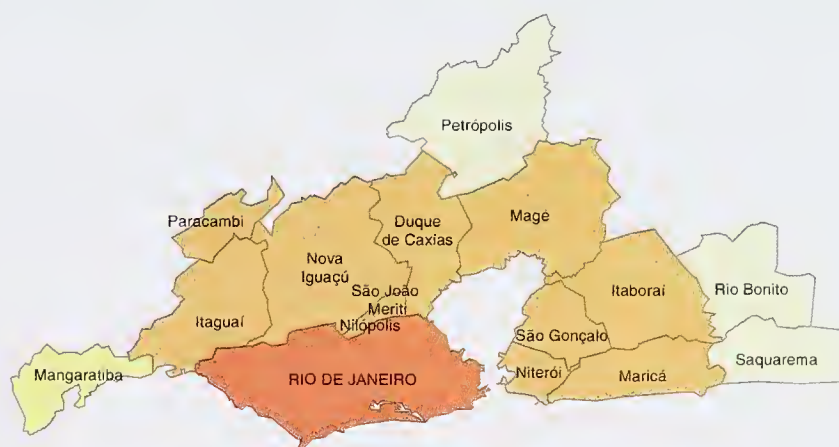 Petrópolis
Paracambi
Duque
de Caxias
Magé
Nova
Iguaçú
São João
Meriti
Nilópolis
Itaguaí
Itaboraí
Rio Bonito
São Gonçalo
Mangaratiba
RIO DE JANEIRO
Niterói
Maricá
Saquarema